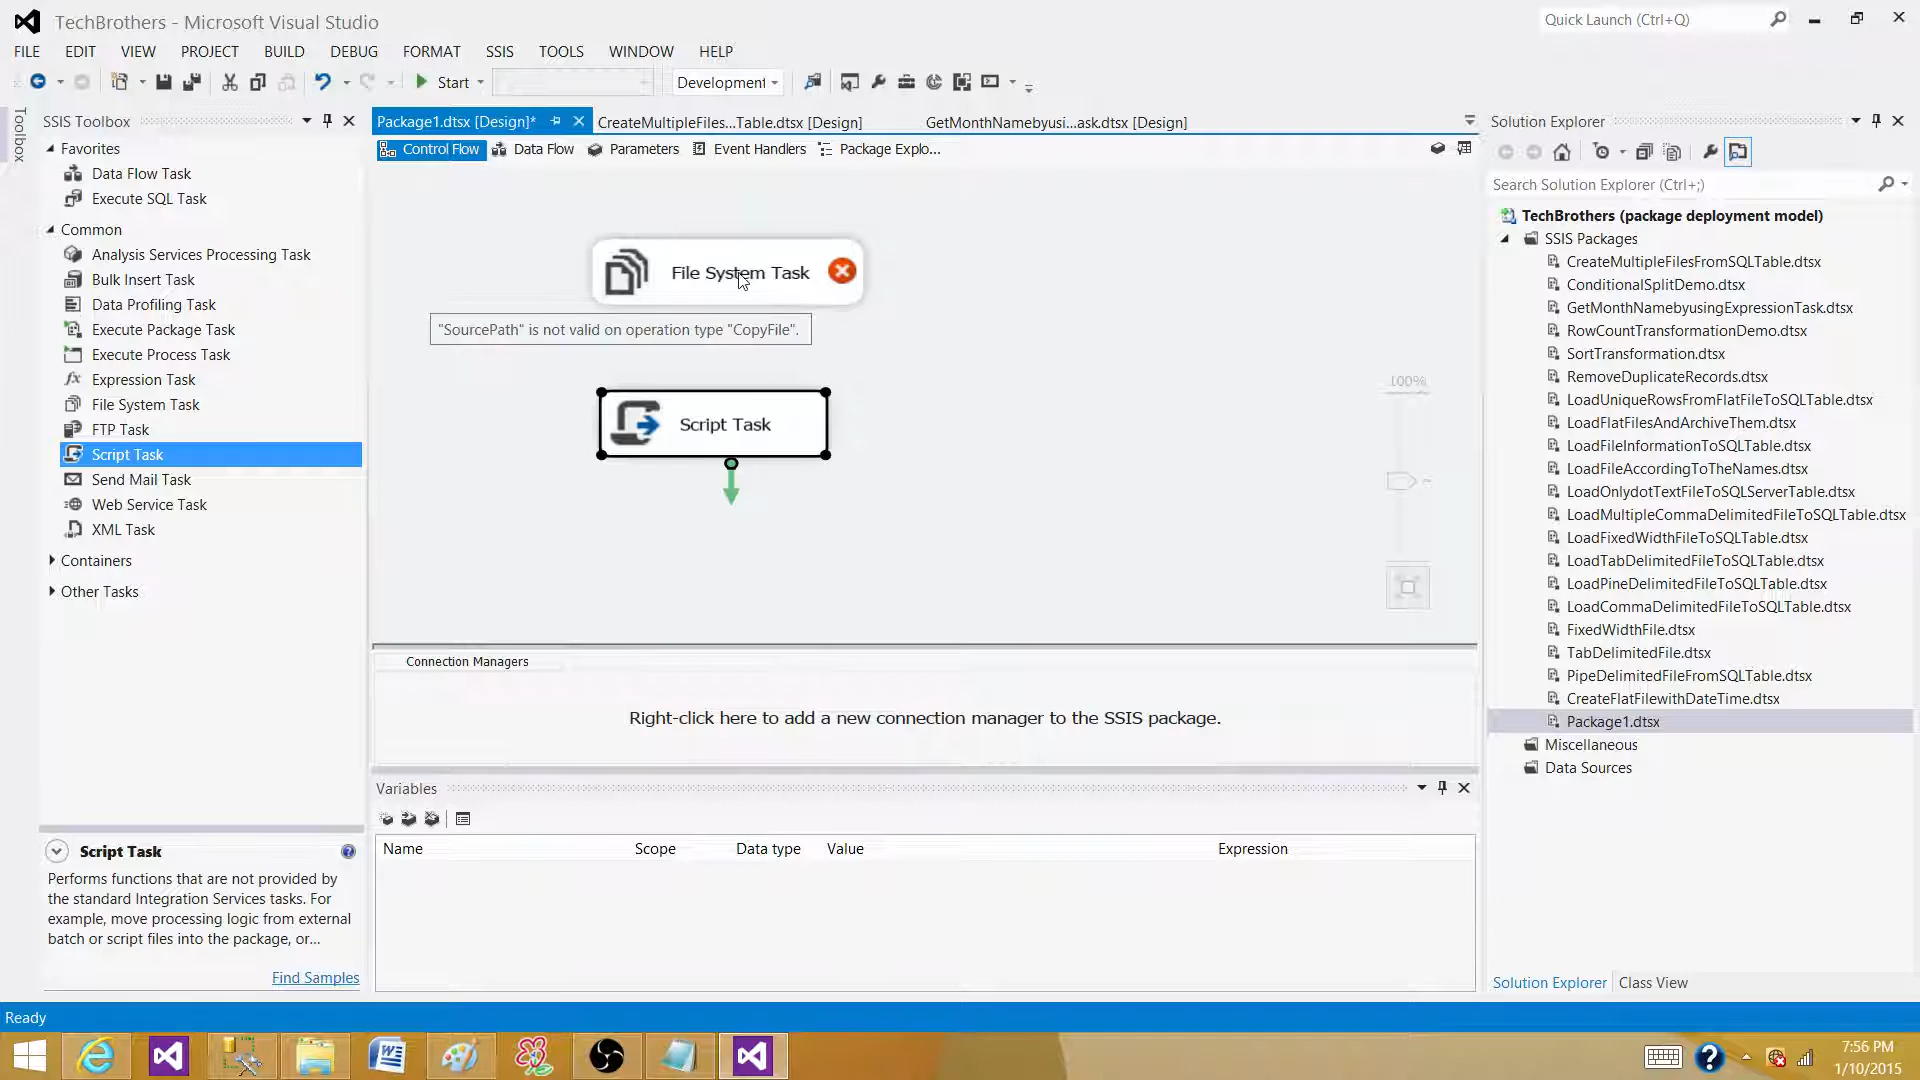 TechBrothers - Microsoft Visual Studio
Quick Launch (Ctrl+Q)
FILE EDIT VIEW PROJECT BUILD DEBUG FORMAT SSIS TOOLS WINDOW HELP
Start
Development
Toolbox
SSIS Toolbox
Favorites
Data Flow Task
Execute SQL Task
Common
Analysis Services Processing Task
Bulk Insert Task
Data Profiling Task
Execute Package Task
Execute Process Task
Expression Task
File System Task
FTP Task
Script Task
Send Mail Task
Web Service Task
XML Task
Containers
Other Tasks
Script Task
Performs functions that are not provided by
the standard Integration Services tasks. For
example, move processing logic from external
batch or script files into the package, or...
Find Samples
Package1.dtsx [Design]* CreateMultipleFiles...Table.dtsx [Design] GetMonthNamebyusi...ask.dtsx [Design]
Control Flow Data Flow Parameters Event Handlers Package Explo...
File System Task
"SourcePath" is not valid on operation type "CopyFile".
Script Task
100%
Connection Managers
Right-click here to add a new connection manager to the SSIS package.
Variables
Name Scope Data type Value Expression
Solution Explorer
Search Solution Explorer (Ctrl+;)
TechBrothers (package deployment model)
SSIS Packages
CreateMultipleFilesFromSQLTable.dtsx
ConditionalSplitDemo.dtsx
GetMonthNamebyusingExpressionTask.dtsx
RowCountTransformationDemo.dtsx
SortTransformation.dtsx
RemoveDuplicateRecords.dtsx
LoadUniqueRowsFromFlatFileToSQLTable.dtsx
LoadFlatFilesAndArchiveThem.dtsx
LoadFileInformationToSQLTable.dtsx
LoadFileAccordingToTheNames.dtsx
LoadOnlydotTextFileToSQLServerTable.dtsx
LoadMultipleCommaDelimitedFileToSQLTable.dtsx
LoadFixedWidthFileToSQLTable.dtsx
LoadTabDelimitedFileToSQLTable.dtsx
LoadPineDelimitedFileToSQLTable.dtsx
LoadCommaDelimitedFileToSQLTable.dtsx
FixedWidthFile.dtsx
TabDelimitedFile.dtsx
PipeDelimitedFileFromSQLTable.dtsx
CreateFlatFilewithDateTime.dtsx
Package1.dtsx
Miscellaneous
Data Sources
Solution Explorer Class View
Ready
7:56 PM
1/10/2015